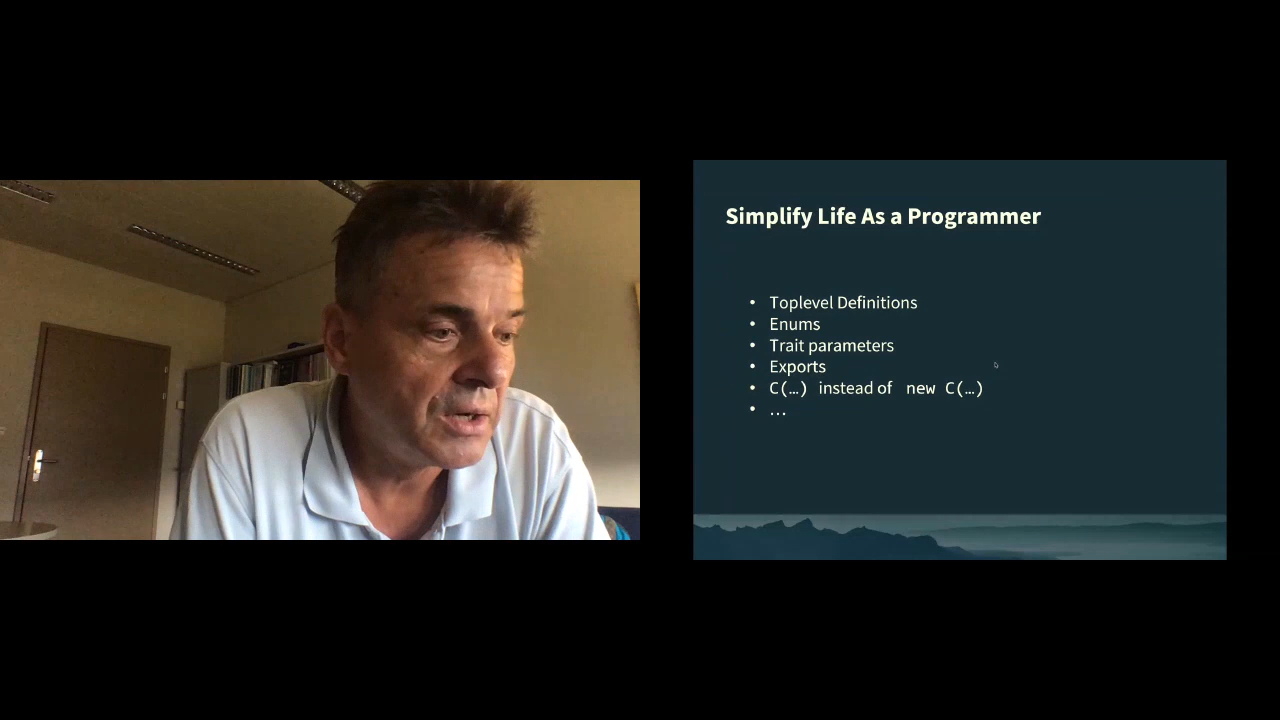 Simplify Life As a Programmer
• Toplevel Definitions
• Enums
• Trait parameters
• Exports
• C(…) instead of new C(…)
• …